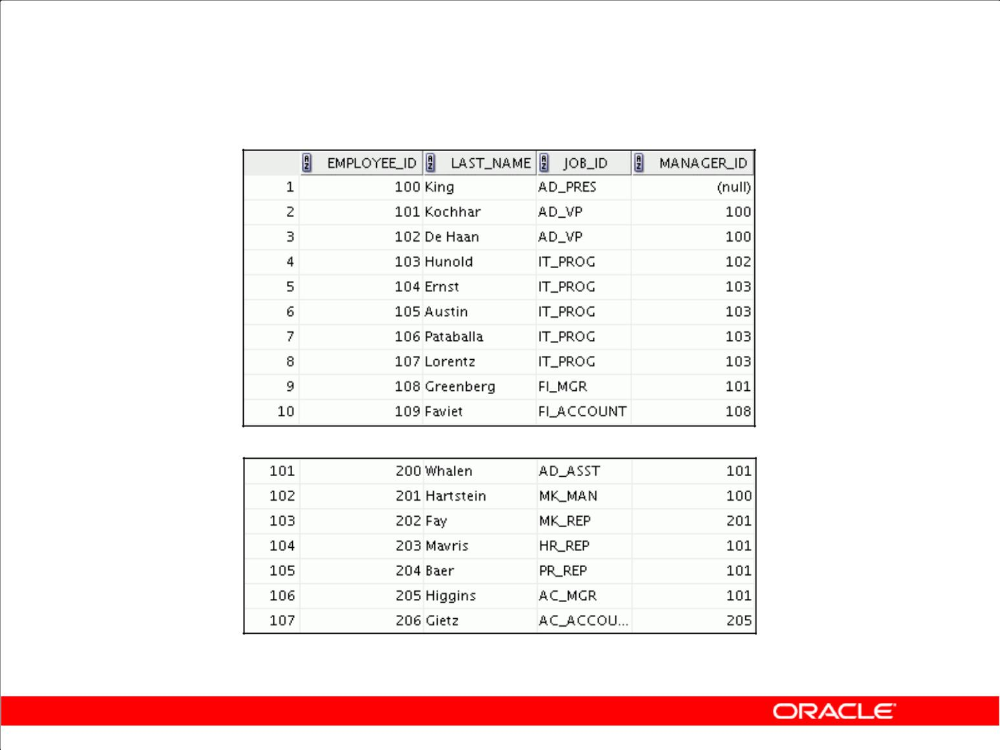 EMPLOYEE_ID LAST_NAME JOB_ID MANAGER_ID
1 100 King AD_PRES (null)
2 101 Kochhar AD_VP 100
3 102 De Haan AD_VP 100
4 103 Hunold IT_PROG 102
5 104 Ernst IT_PROG 103
6 105 Austin IT_PROG 103
7 106 Pataballa IT_PROG 103
8 107 Lorentz IT_PROG 103
9 108 Greenberg FI_MGR 101
10 109 Faviet FI_ACCOUNT 108
101 200 Whalen AD_ASST 101
102 201 Hartstein MK_MAN 100
103 202 Fay MK_REP 201
104 203 Mavris HR_REP 101
105 204 Baer PR_REP 101
106 205 Higgins AC_MGR 101
107 206 Gietz AC_ACCOU... 205
ORACLE